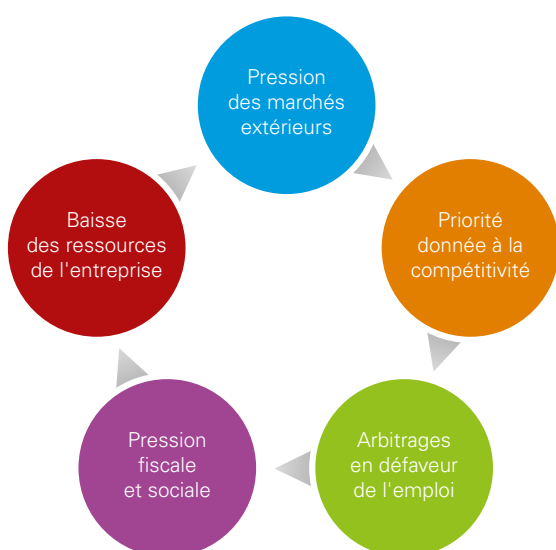 Pression
des marchés
extérieurs
Priorité
donnée à la
compétitivité
Arbitrages
en défaveur
de l'emploi
Pression
fiscale
et sociale
Baisse
des ressources
de l'entreprise